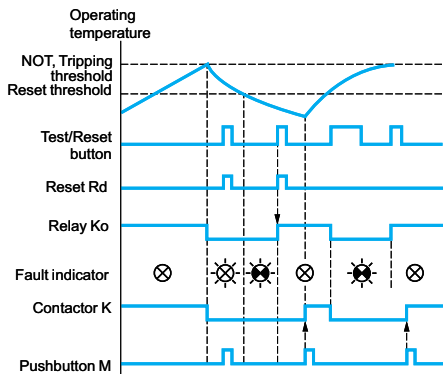 Operating
temperature
NOT, Tripping
threshold
Reset threshold
Test/Reset
button
Reset Rd
Relay Ko
Fault indicator
Contactor K
Pushbutton M